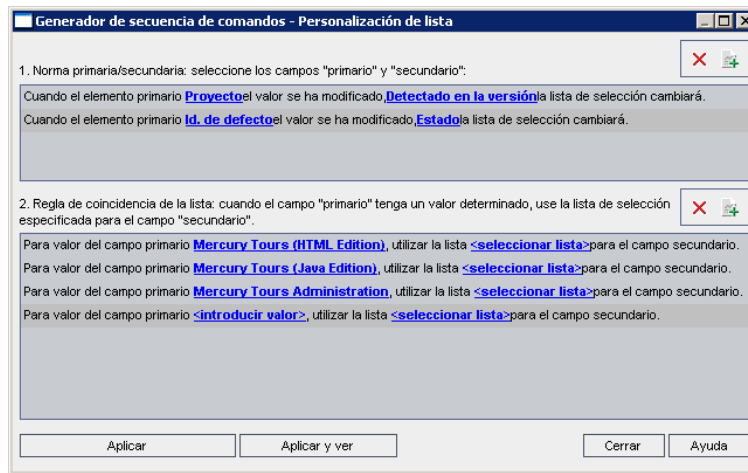 Generador de secuencia de comandos - Personalización de lista
1. Norma primaria/secundaria: seleccione los campos "primario" y "secundario":
Cuando el elemento primario Proyectoel valor se ha modificado,Detectado en la versiónla lista de selección cambiará.
Cuando el elemento primario Id. de defectoel valor se ha modificado,Estadola lista de selección cambiará.
2. Regla de coincidencia de la lista: cuando el campo "primario" tenga un valor determinado, use la lista de selección
especificada para el campo "secundario".
Para valor del campo primario Mercury Tours (HTML Edition), utilizar la lista <seleccionar lista>para el campo secundario.
Para valor del campo primario Mercury Tours (Java Edition), utilizar la lista <seleccionar lista>para el campo secundario.
Para valor del campo primario Mercury Tours Administration, utilizar la lista <seleccionar lista>para el campo secundario.
Para valor del campo primario <introducir valor>, utilizar la lista <seleccionar lista>para el campo secundario.
Aplicar
Aplicar y ver
Cerrar
Ayuda